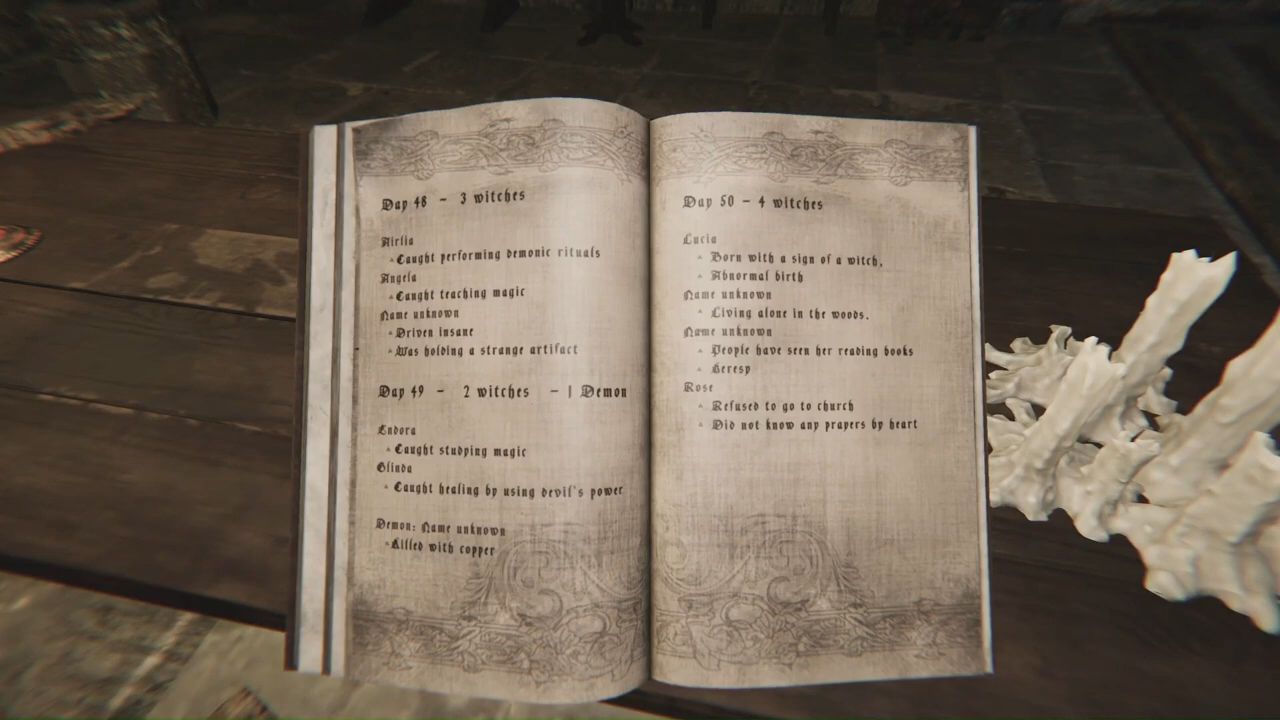 Day 48 - 3 witches
Airlia
Caught performing demonic rituals
Angela
Caught teaching magic
Name unknown
Driven insane
Was holding a strange artifact
Day 49 - 2 witches - 1 Demon
Endora
Caught studying magic
Glinda
Caught healing by using devil's power
Demon: Name unknown
Killed with copper
Day 50 - 4 witches
Lucia
Born with a sign of a witch,
Abnormal birth
Name unknown
Living alone in the woods.
Name unknown
People have seen her reading books
Heresy
Rose
Refused to go to church
Did not know any prayers by heart